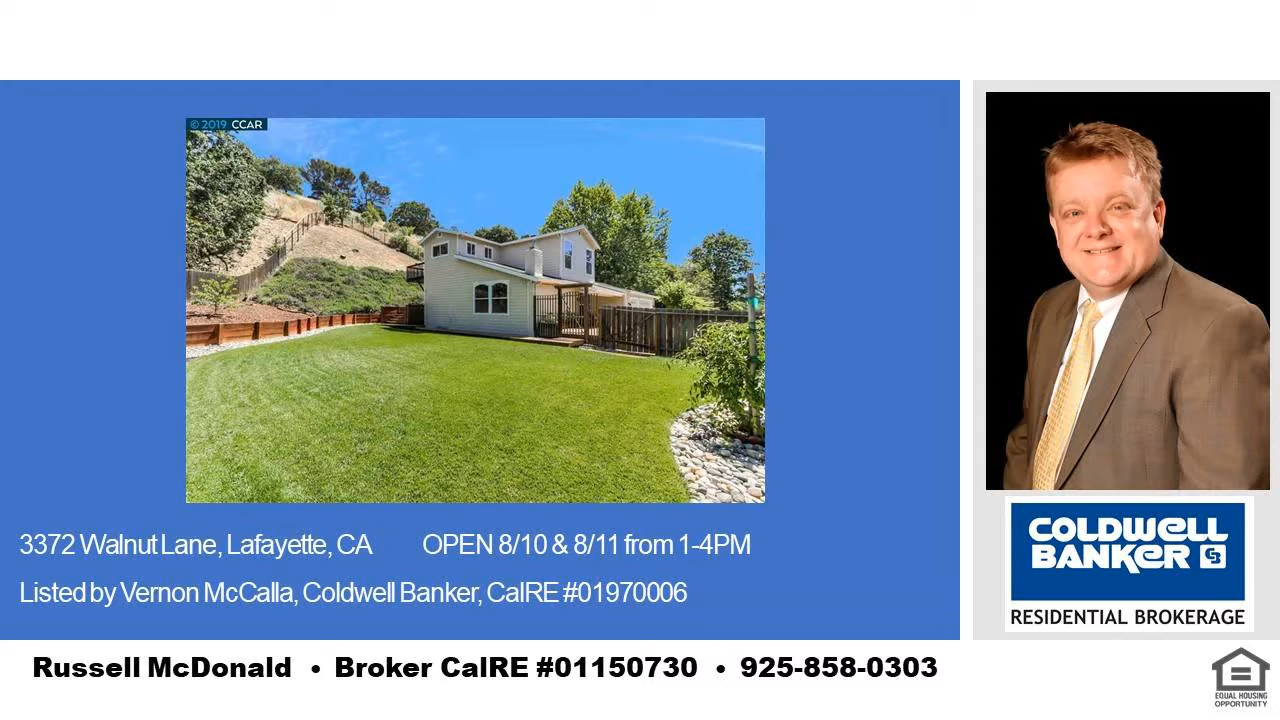 © 2019 CCAR
3372 Walnut Lane, Lafayette, CA OPEN 8/10 & 8/11 from 1-4PM
Listed by Vernon McCalla, Coldwell Banker, CalRE #01970006
COLDWELL
BANKER CB
RESIDENTIAL BROKERAGE
Russell McDonald • Broker CalRE #01150730 • 925-858-0303
EQUAL HOUSING
OPPORTUNITY